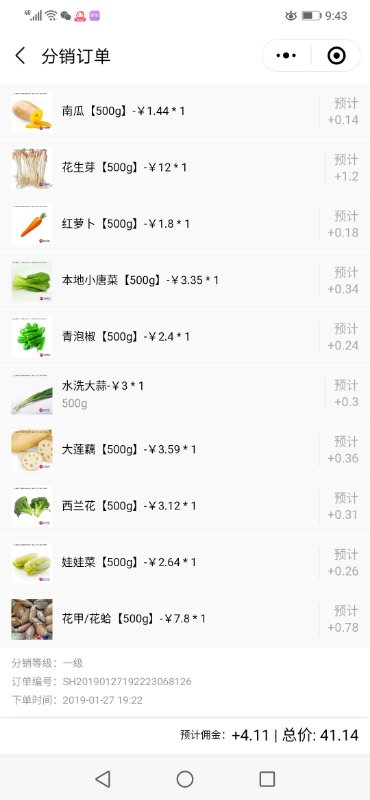 46
9:43
分销订单
南瓜【500g】-￥1.44 * 1
预计
+0.14
花生芽【500g】-￥12 * 1
预计
+1.2
红萝卜【500g】-￥1.8 * 1
预计
+0.18
本地小唐菜【500g】-￥3.35 * 1
预计
+0.34
青泡椒【500g】-￥2.4 * 1
预计
+0.24
水洗大蒜-￥3 * 1
500g
预计
+0.3
大莲藕【500g】-￥3.59 * 1
预计
+0.36
西兰花【500g】-￥3.12 * 1
预计
+0.31
娃娃菜【500g】-￥2.64 * 1
预计
+0.26
花甲/花蛤【500g】-￥7.8 * 1
预计
+0.78
分销等级：一级
订单编号：SH20190127192223068126
下单时间：2019-01-27 19:22
预计佣金：+4.11 | 总价: 41.14